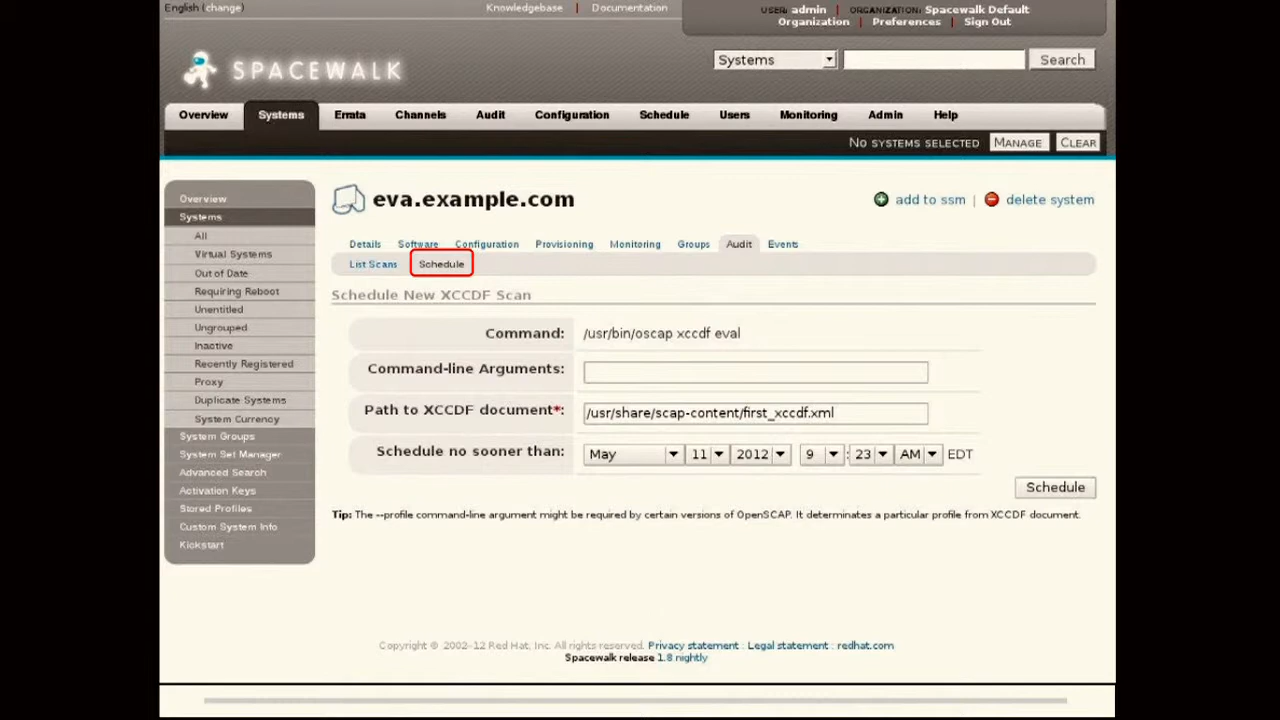 English (change)
Knowledgebase | Documentation
USER: admin | ORGANIZATION: Spacewalk Default
Organization | Preferences | Sign Out
SPACEWALK
Systems
Search
Overview Systems Errata Channels Audit Configuration Schedule Users Monitoring Admin Help
NO SYSTEMS SELECTED MANAGE CLEAR
Overview
Systems
All
Virtual Systems
Out of Date
Requiring Reboot
Unentitled
Ungrouped
Inactive
Recently Registered
Proxy
Duplicate Systems
System Currency
System Groups
System Set Manager
Advanced Search
Activation Keys
Stored Profiles
Custom System Info
Kickstart
eva.example.com
add to ssm | delete system
Details Software Configuration Provisioning Monitoring Groups Audit Events
List Scans Schedule
Schedule New XCCDF Scan
Command: /usr/bin/oscap xccdf eval
Command-line Arguments:
Path to XCCDF document*: /usr/share/scap-content/first_xccdf.xml
Schedule no sooner than: May 11 2012 9 : 23 AM EDT
Schedule
Tip: The --profile command-line argument might be required by certain versions of OpenSCAP. It determinates a particular profile from XCCDF document.
Copyright © 2002-12 Red Hat, Inc. All rights reserved. Privacy statement : Legal statement : redhat.com
Spacewalk release 1.8 nightly